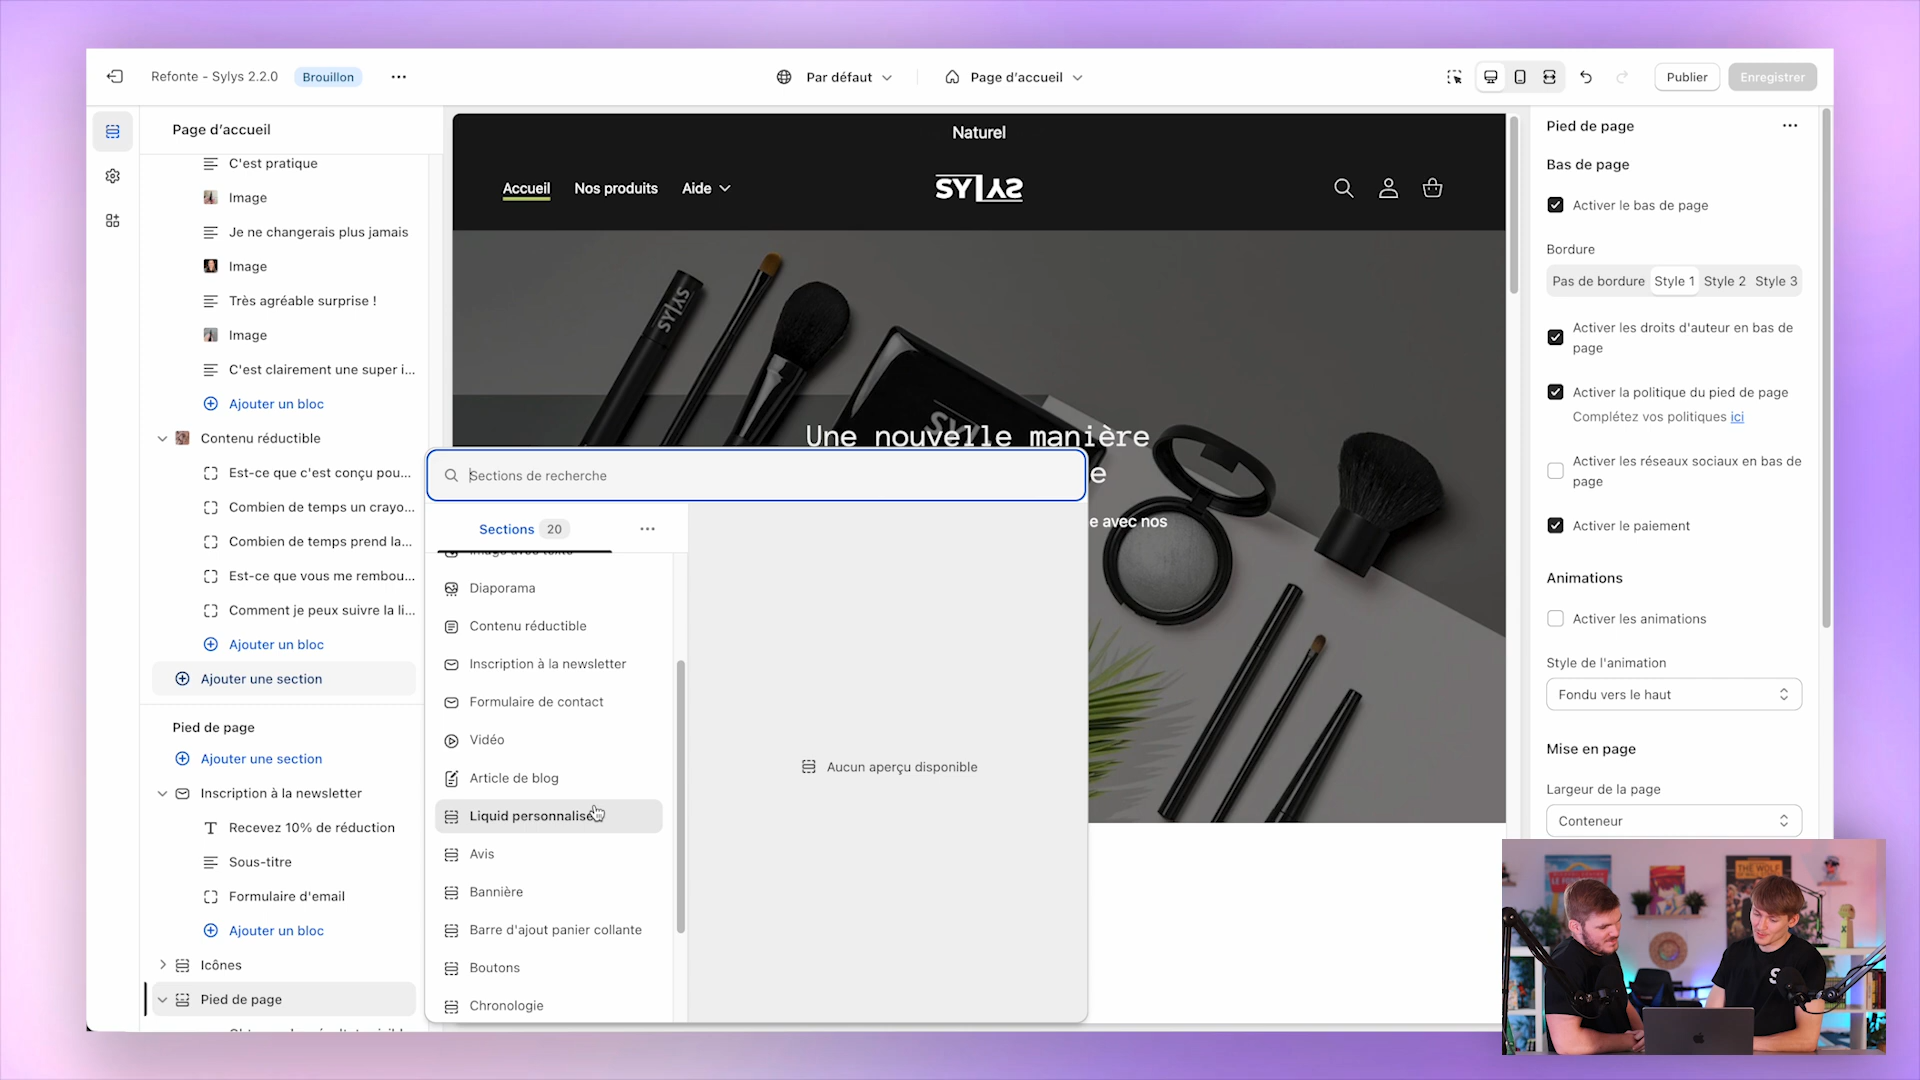 Refonte - Sylys 2.2.0
Brouillon
Par défaut
Page d'accueil
Publier
Enregistrer
Page d'accueil
C'est pratique
Image
Je ne changerais plus jamais
Image
Très agréable surprise !
Image
C'est clairement une super i...
Ajouter un bloc
Contenu réductible
Est-ce que c'est conçu pou...
Combien de temps un crayo...
Combien de temps prend la...
Est-ce que vous me rembou...
Comment je peux suivre la li...
Ajouter un bloc
Ajouter une section
Pied de page
Ajouter une section
Inscription à la newsletter
Recevez 10% de réduction
Sous-titre
Formulaire d'email
Ajouter un bloc
Icônes
Pied de page
Naturel
Accueil
Nos produits
Aide
SYLYS
SYLYS
Une nouvelle manière
e
e avec nos
Sections de recherche
Sections 20
Image avec texte
Diaporama
Contenu réductible
Inscription à la newsletter
Formulaire de contact
Vidéo
Article de blog
Liquid personnalisé
Avis
Bannière
Barre d'ajout panier collante
Boutons
Chronologie
Aucun aperçu disponible
Pied de page
Bas de page
Activer le bas de page
Bordure
Pas de bordure
Style 1
Style 2
Style 3
Activer les droits d'auteur en bas de
page
Activer la politique du pied de page
Complétez vos politiques ici
Activer les réseaux sociaux en bas de
page
Activer le paiement
Animations
Activer les animations
Style de l'animation
Fondu vers le haut
Mise en page
Largeur de la page
Conteneur
THE WOLF